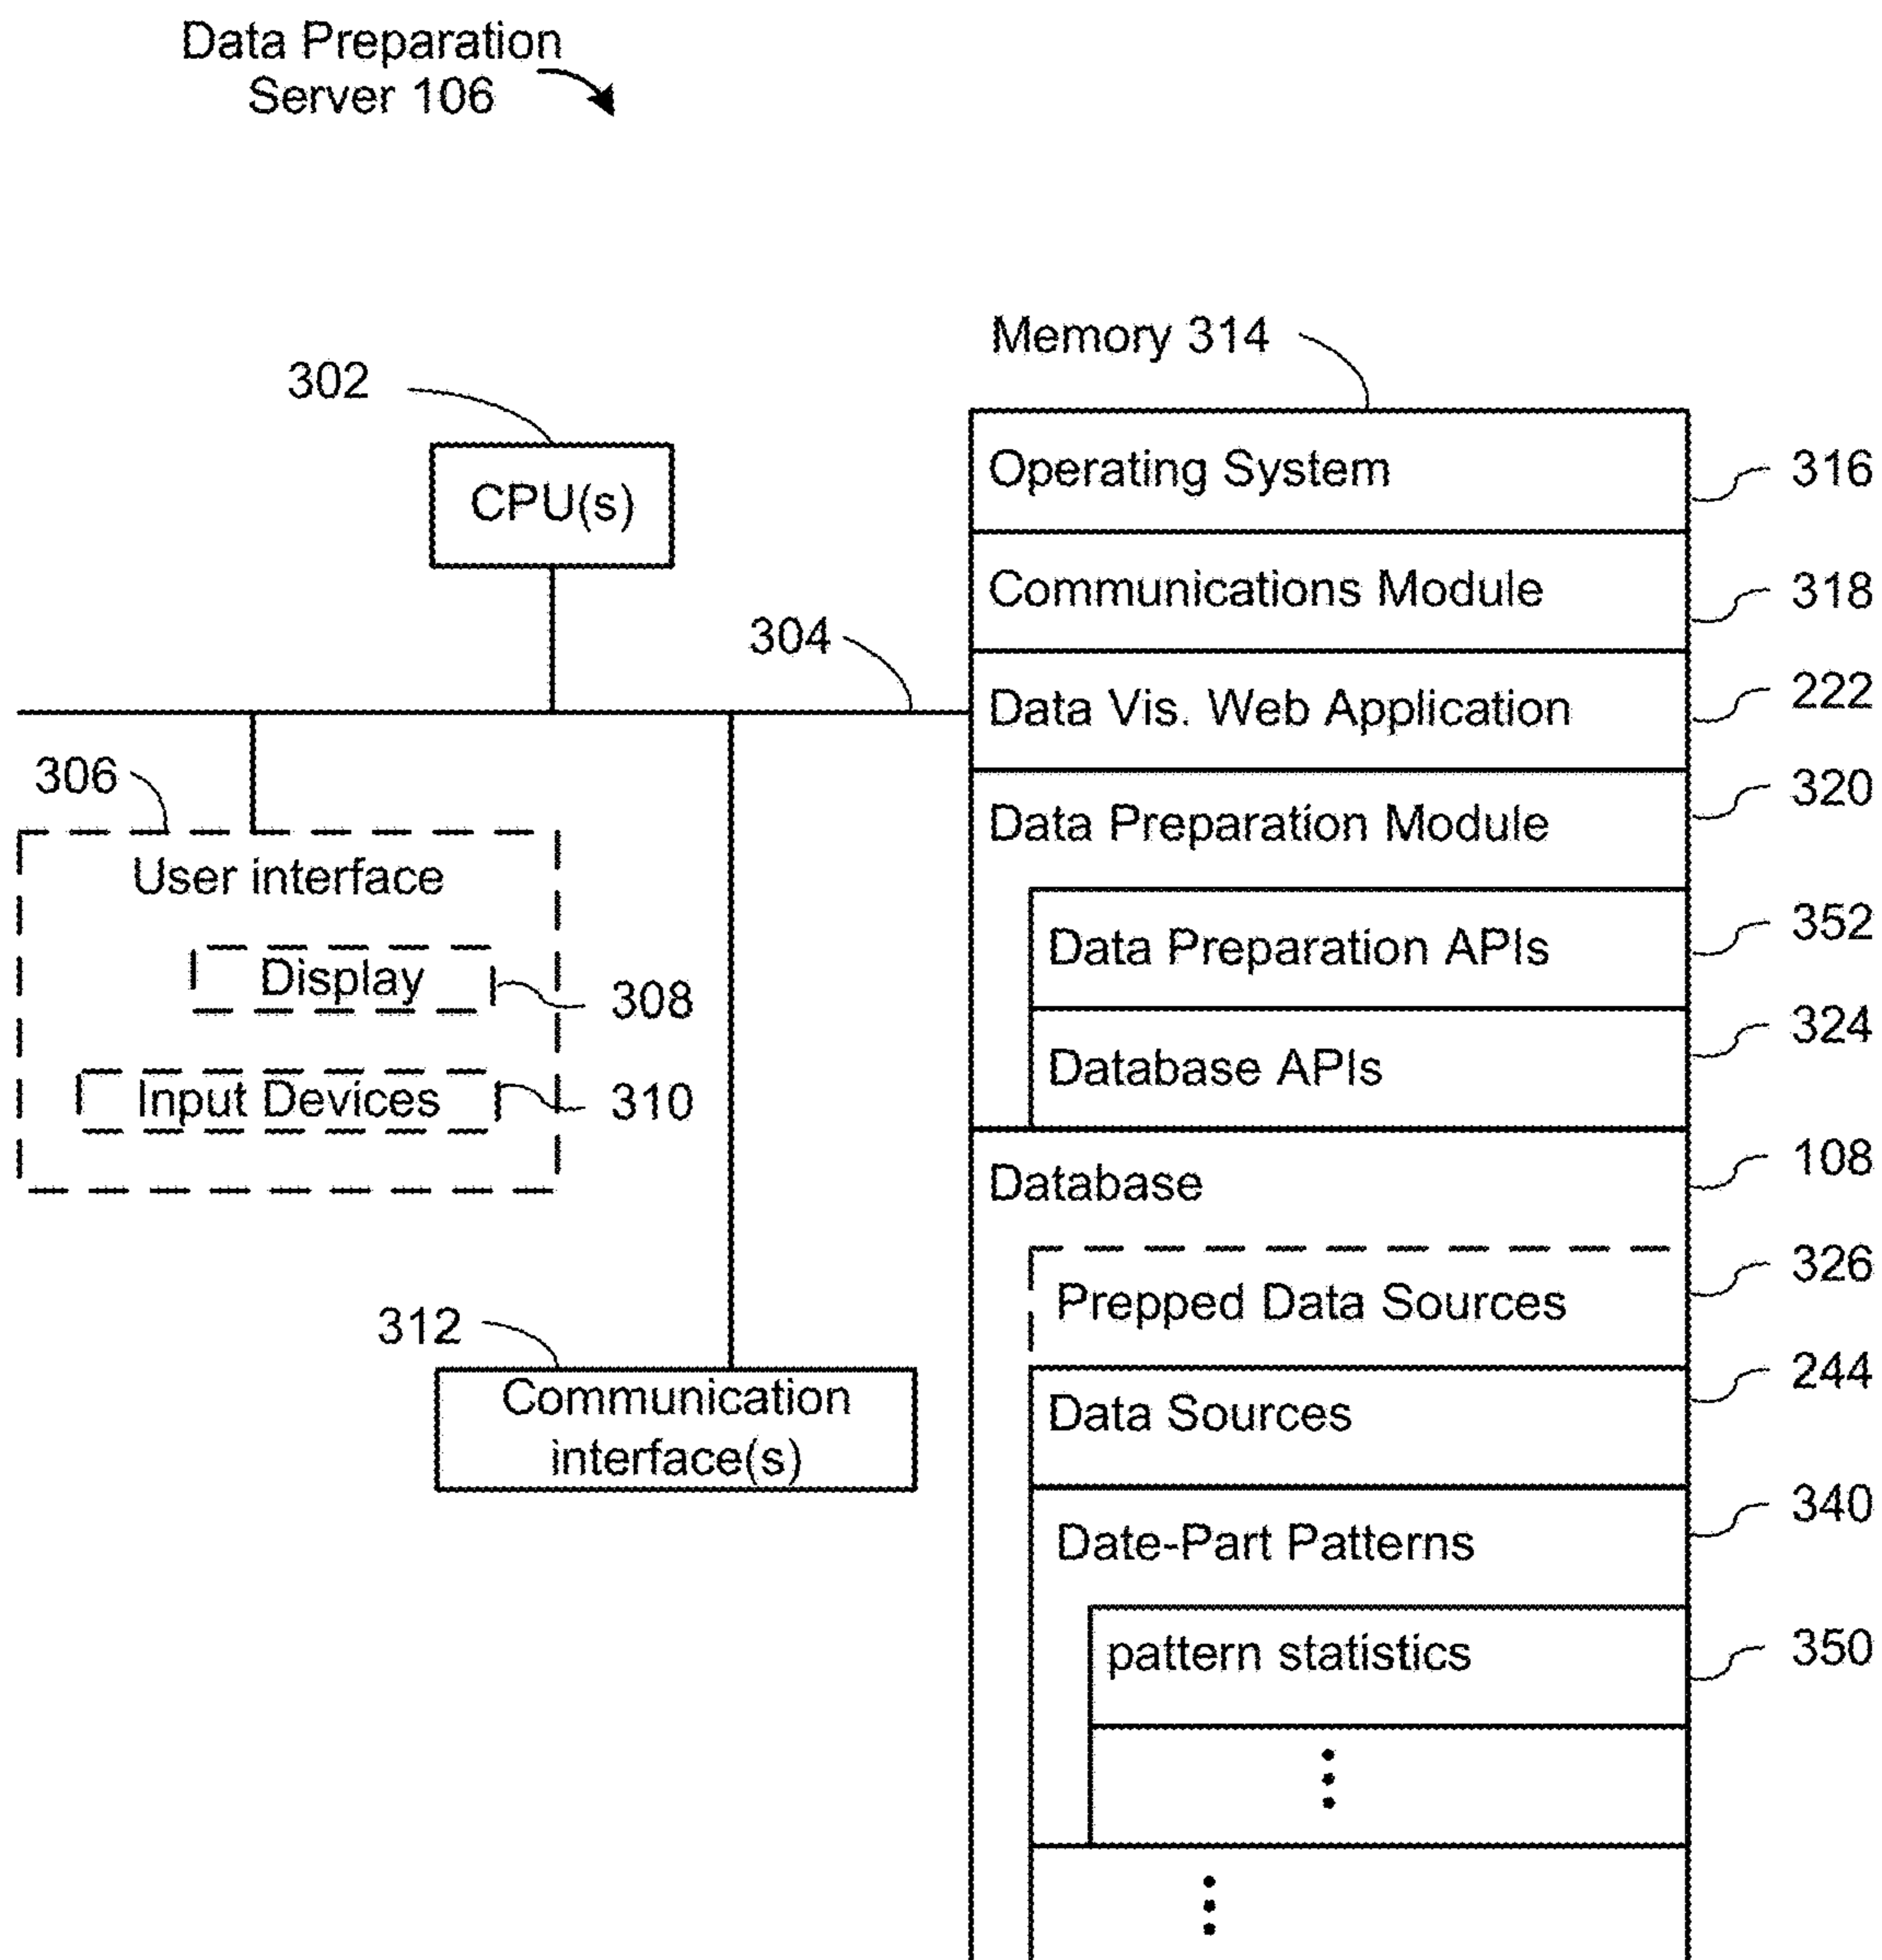 Data Preparation
Server 106
Memory 314
302
CPU(s)
304
Operating System
316
Communications Module
318
Data Vis. Web Application
222
Data Preparation Module
320
Data Preparation APIs
352
Database APIs
324
Database
108
Prepped Data Sources
326
Data Sources
244
Date-Part Patterns
340
pattern statistics
350
306
User interface
Display
308
Input Devices
310
312
Communication
interface(s)